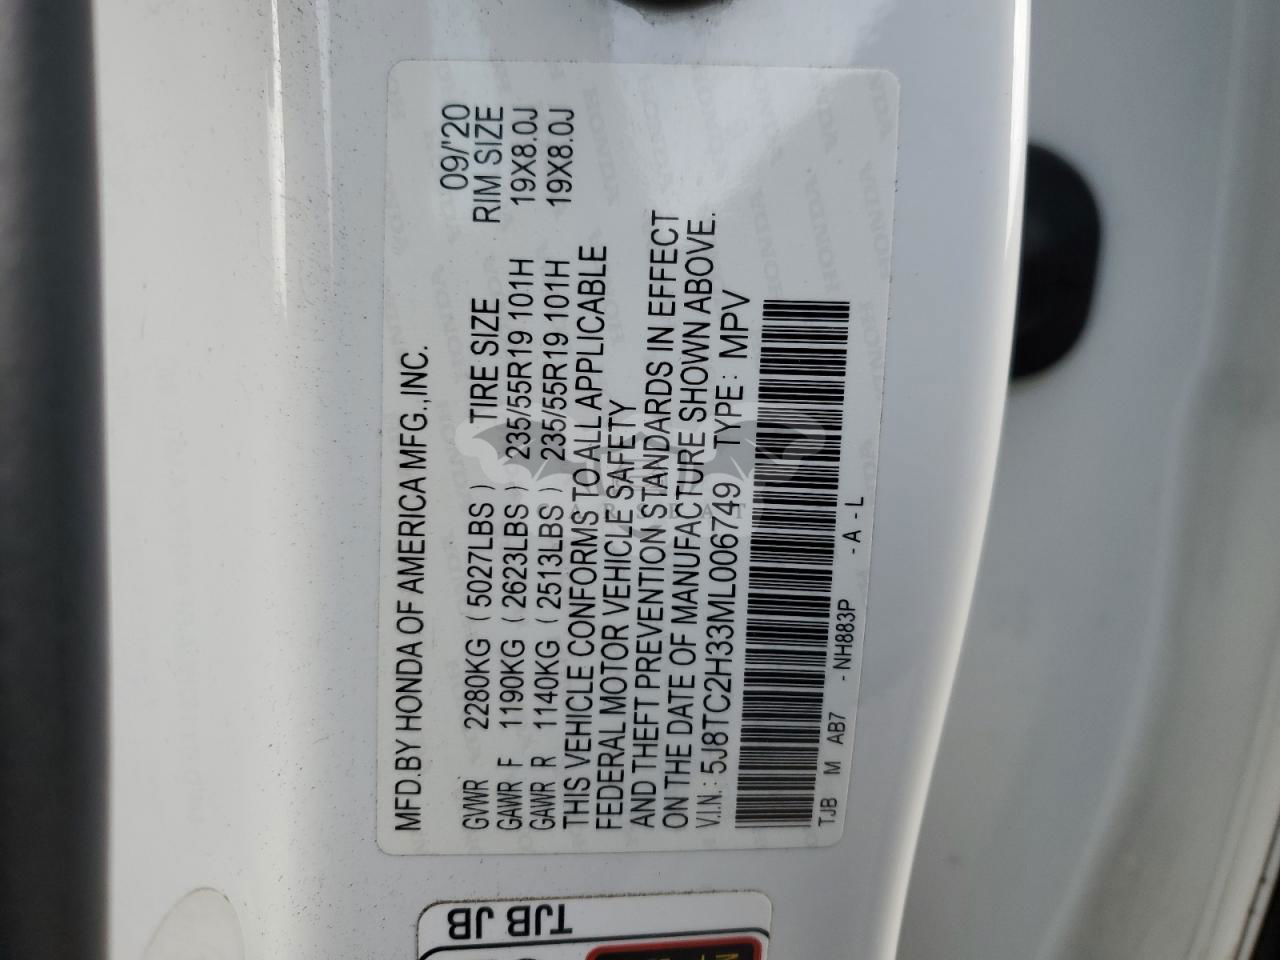 MFD.BY HONDA OF AMERICA MFG.,INC.
09/'20
GVWR 2280KG (5027LBS) TIRE SIZE RIM SIZE
GAWR F 1190KG (2623LBS) 235/55R19 101H 19X8.0J
GAWR R 1140KG (2513LBS) 235/55R19 101H 19X8.0J
THIS VEHICLE CONFORMS TO ALL APPLICABLE
FEDERAL MOTOR VEHICLE SAFETY
AND THEFT PREVENTION STANDARDS IN EFFECT
ON THE DATE OF MANUFACTURE SHOWN ABOVE.
V.I.N.: 5J8TC2H33ML006749 TYPE: MPV
TJB M AB7 - NH883P - A - L
TJB JB